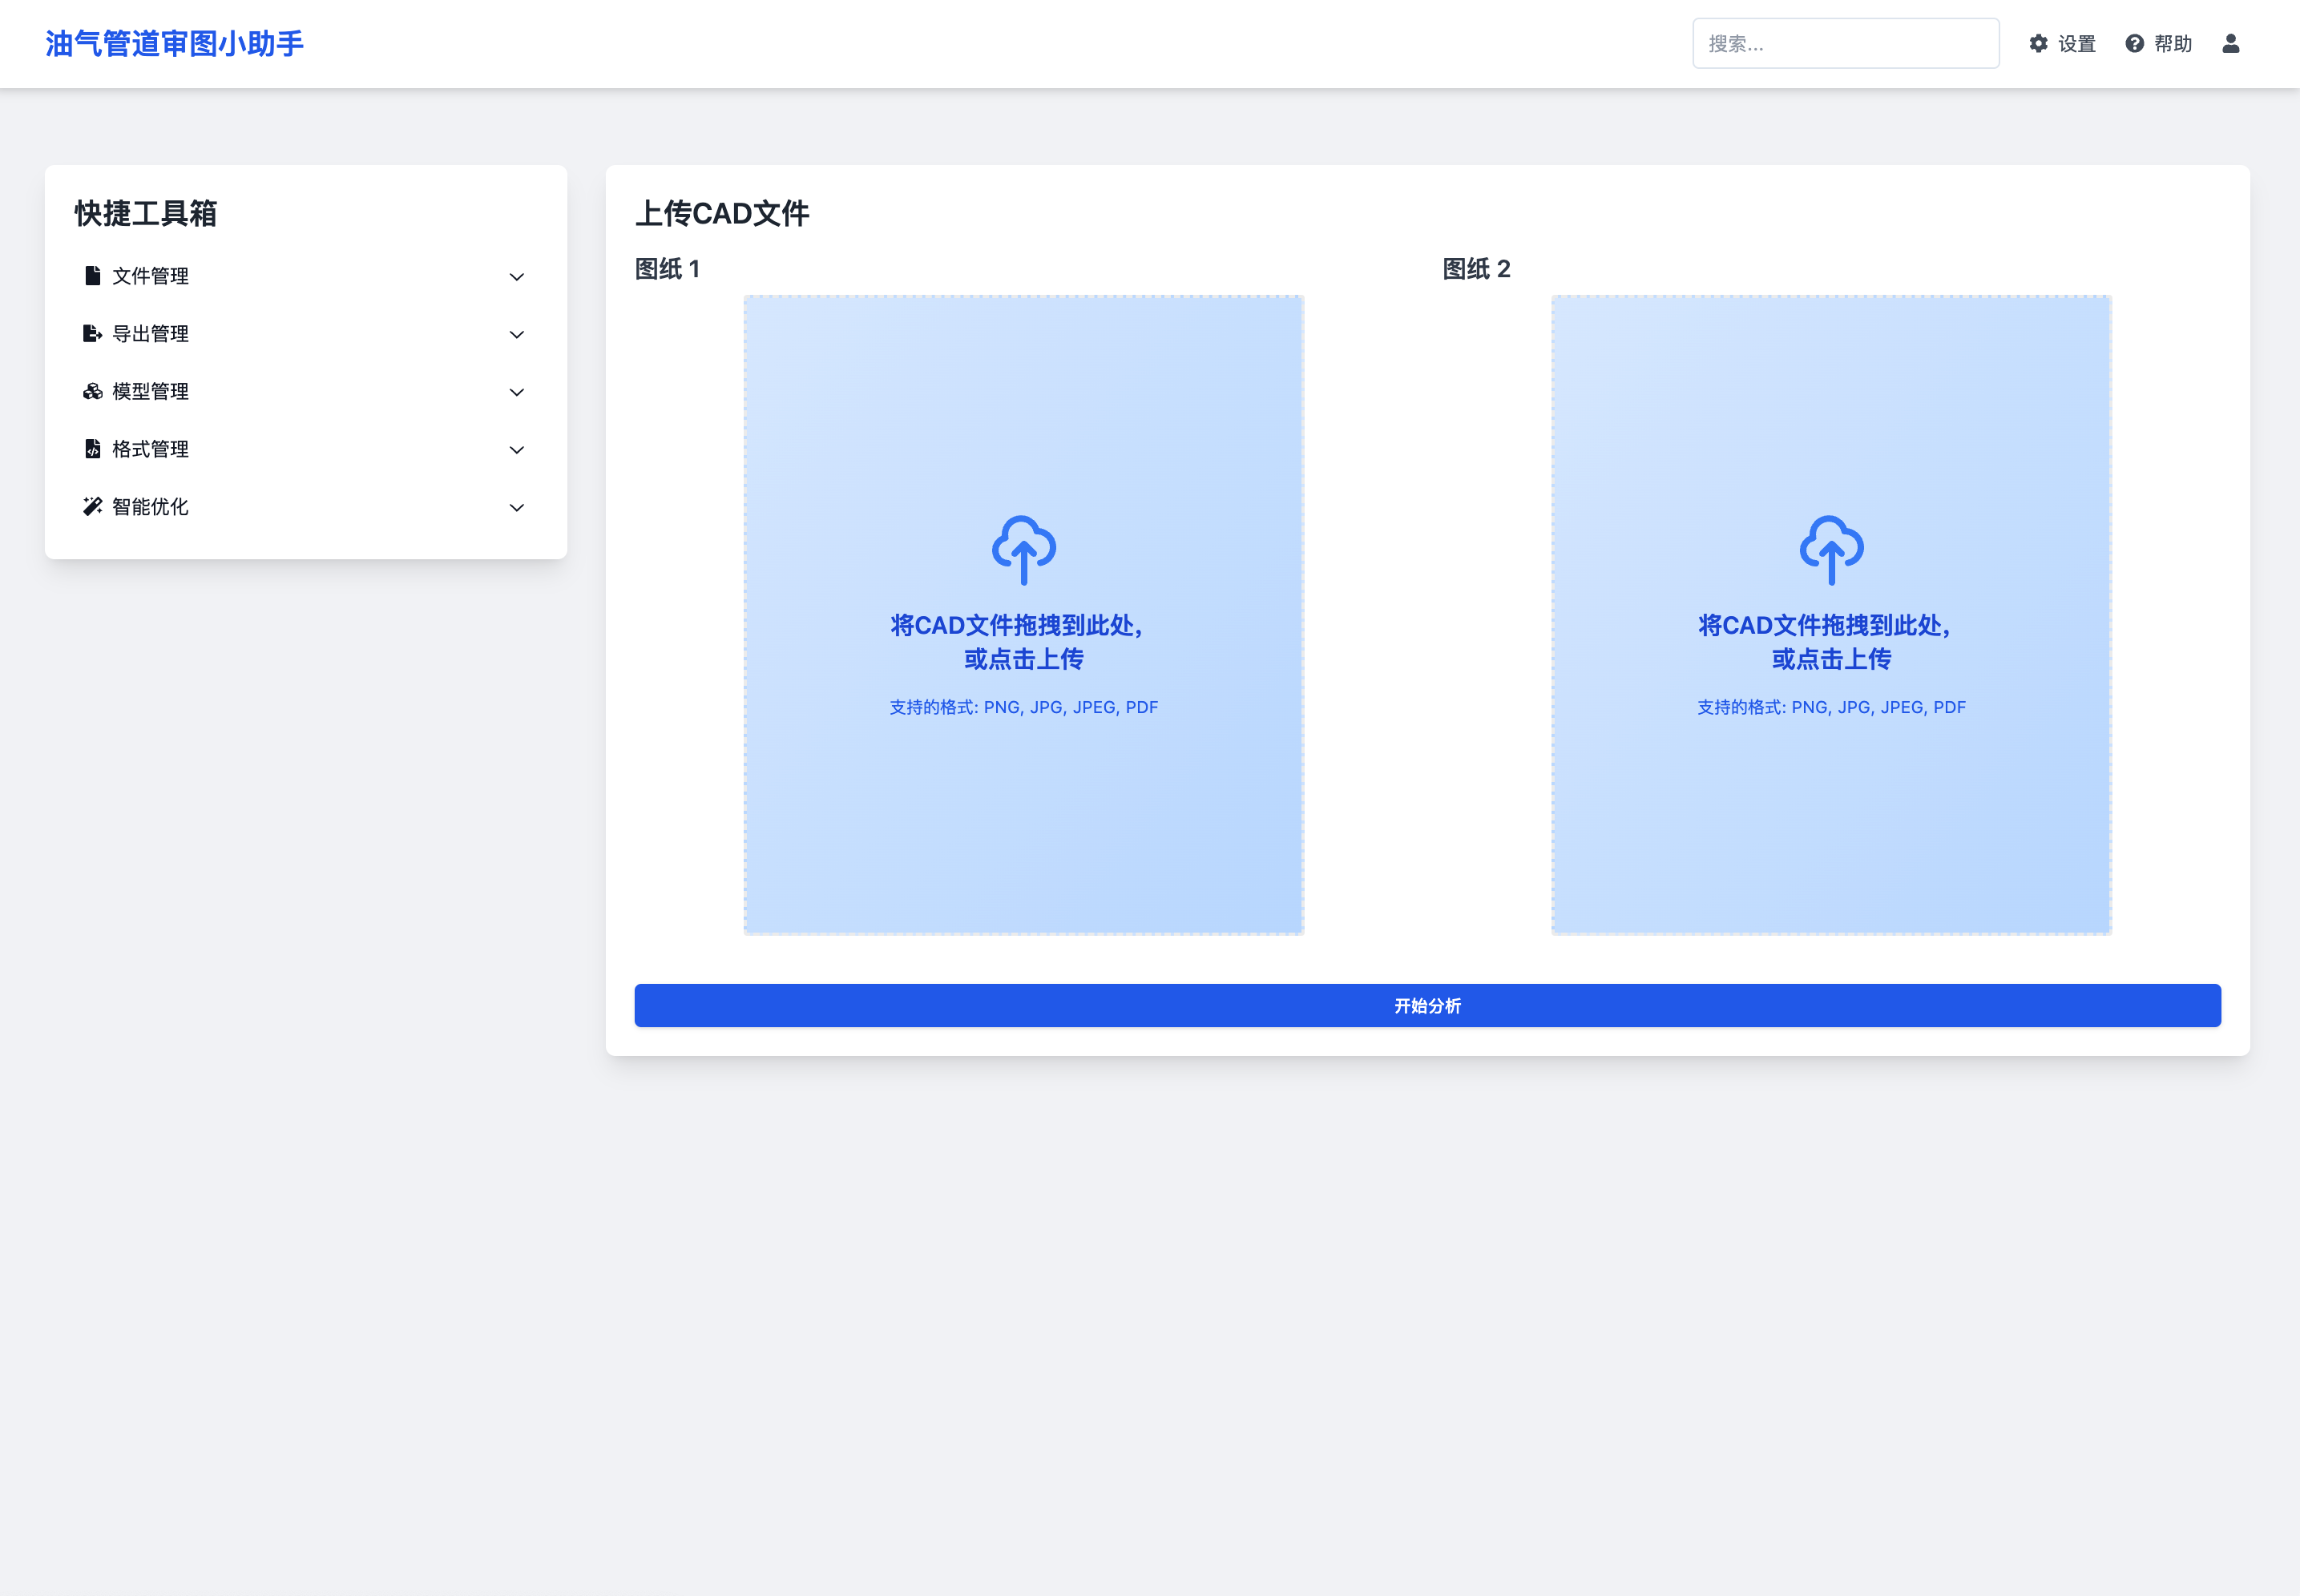 油气管道审图小助手
搜索...
设置
帮助
快捷工具箱
文件管理
导出管理
模型管理
格式管理
智能优化
上传CAD文件
图纸 1
将CAD文件拖拽到此处,
或点击上传
支持的格式: PNG, JPG, JPEG, PDF
图纸 2
将CAD文件拖拽到此处,
或点击上传
支持的格式: PNG, JPG, JPEG, PDF
开始分析